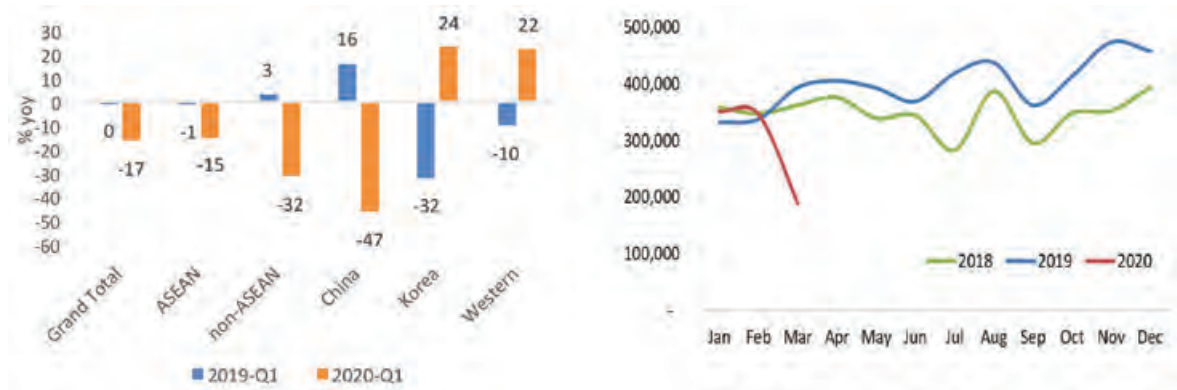 % yoy
30
20
10
0
-10
-20
-30
-40
-50
-60
0
-17
-1
-15
3
-32
16
-47
-32
24
-10
22
Grand Total
ASEAN
non-ASEAN
China
Korea
Western
2019-Q1 2020-Q1
500,000
400,000
300,000
200,000
100,000
-
2018 2019 2020
Jan Feb Mar Apr May Jun Jul Aug Sep Oct Nov Dec